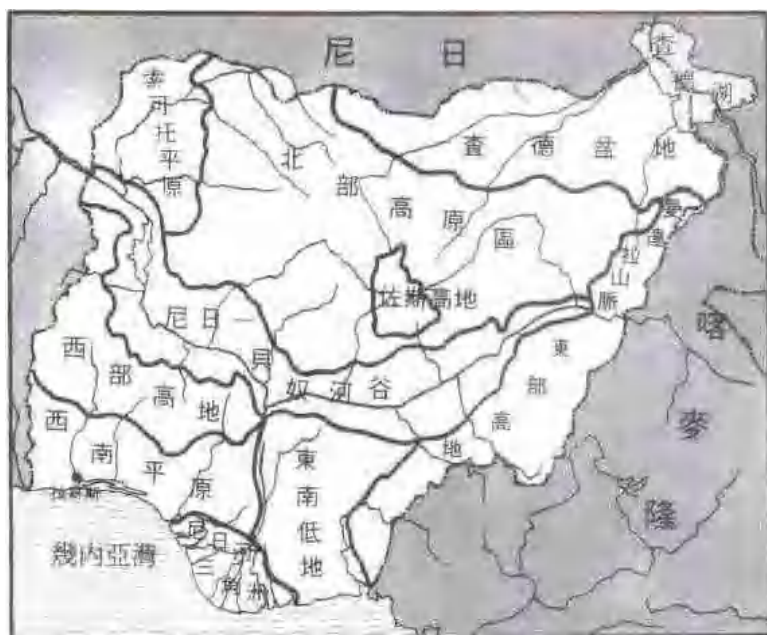 尼日
查德湖
索可托平原
北部高原區
查德盆地
曼達拉山脈
佐斯高地
喀麥隆
尼日貝奴河谷
東部高地
西部高地
西南平原
拉哥斯
東南低地
尼日河三角洲
幾內亞灣